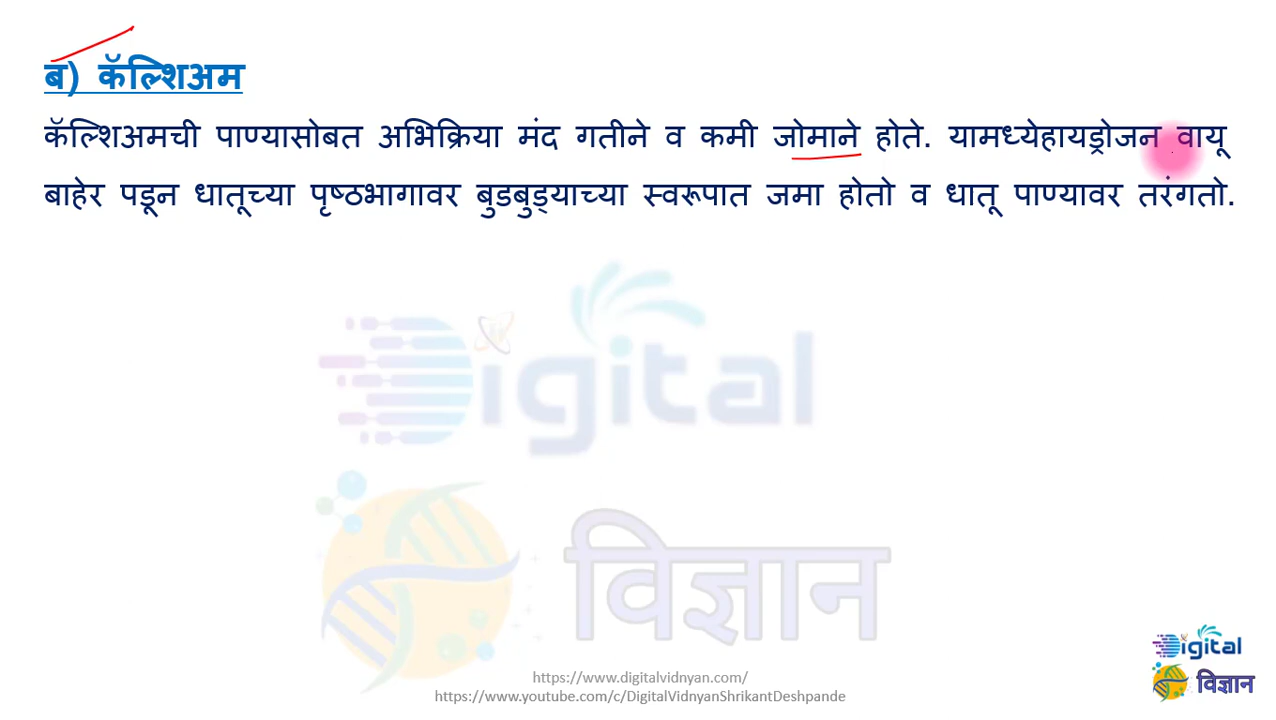 ब) कॅल्शिअम
कॅल्शिअमची पाण्यासोबत अभिक्रिया मंद गतीने व कमी जोमाने होते. यामध्येहायड्रोजन वायू
बाहेर पडून धातूच्या पृष्ठभागावर बुडबुड्याच्या स्वरूपात जमा होतो व धातू पाण्यावर तरंगतो.
Digital
विज्ञान
https://www.digitalvidnyan.com/
https://www.youtube.com/c/DigitalVidnyanShrikantDeshpande
Digital
विज्ञान